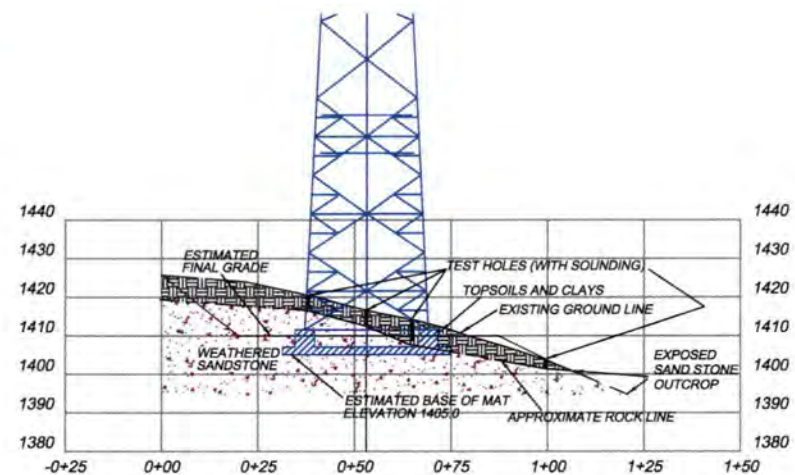 1440
1440
1430
1430
1420
1420
1410
1410
1400
1400
1390
1390
1380
1380
ESTIMATED
FINAL GRADE
TEST HOLES (WITH SOUNDING)
TOPSOILS AND CLAYS
EXISTING GROUND LINE
WEATHERED
SANDSTONE
EXPOSED
SAND STONE
OUTCROP
ESTIMATED BASE OF MAT
ELEVATION 1405.0
APPROXIMATE ROCK LINE
-0+25
0+00
0+25
0+50
0+75
1+00
1+25
1+50